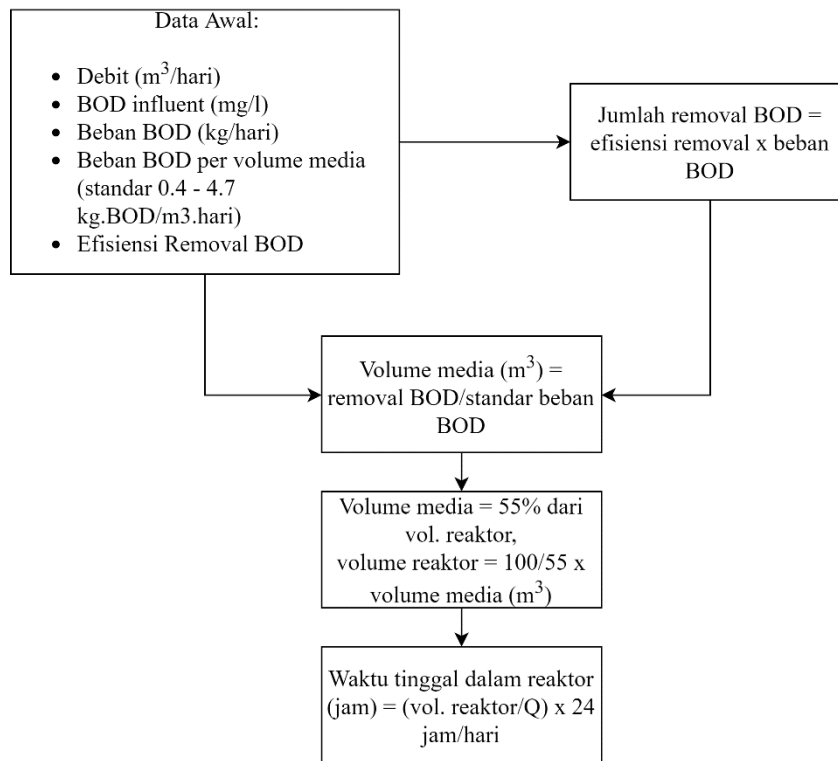 Data Awal:
• Debit (m³/hari)
• BOD influent (mg/l)
• Beban BOD (kg/hari)
• Beban BOD per volume media
(standar 0.4 - 4.7
kg.BOD/m3.hari)
• Efisiensi Removal BOD
Jumlah removal BOD =
efisiensi removal x beban
BOD
Volume media (m³) =
removal BOD/standar beban
BOD
Volume media = 55% dari
vol. reaktor,
volume reaktor = 100/55 x
volume media (m³)
Waktu tinggal dalam reaktor
(jam) = (vol. reaktor/Q) x 24
jam/hari